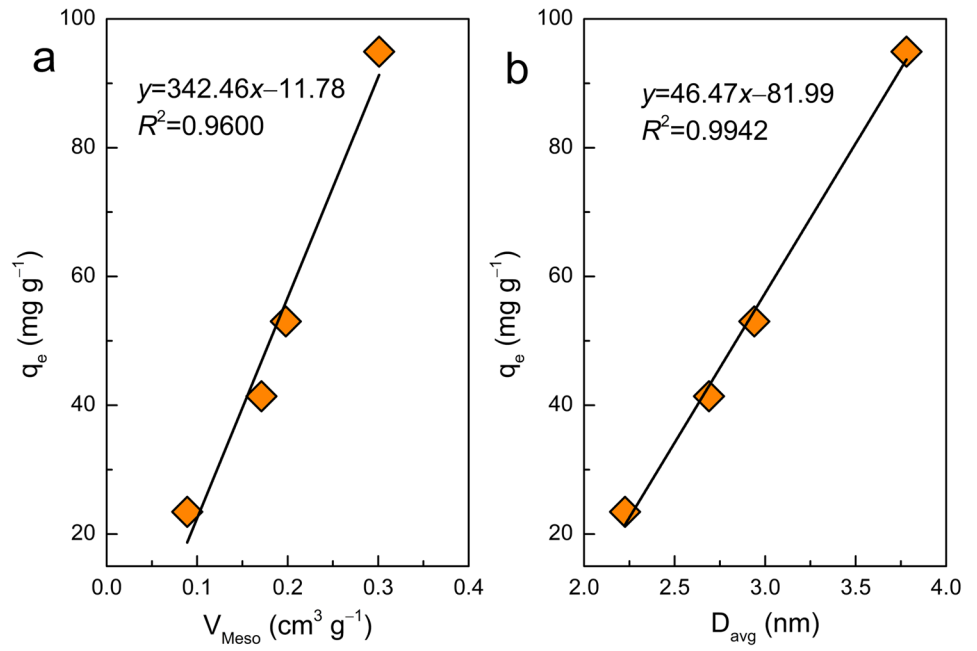 a
y=342.46x–11.78
R²=0.9600
100
80
60
40
20
qₑ (mg g⁻¹)
0.0 0.1 0.2 0.3 0.4
V_Meso (cm³ g⁻¹)
b
y=46.47x–81.99
R²=0.9942
100
80
60
40
20
qₑ (mg g⁻¹)
2.0 2.5 3.0 3.5 4.0
D_avg (nm)